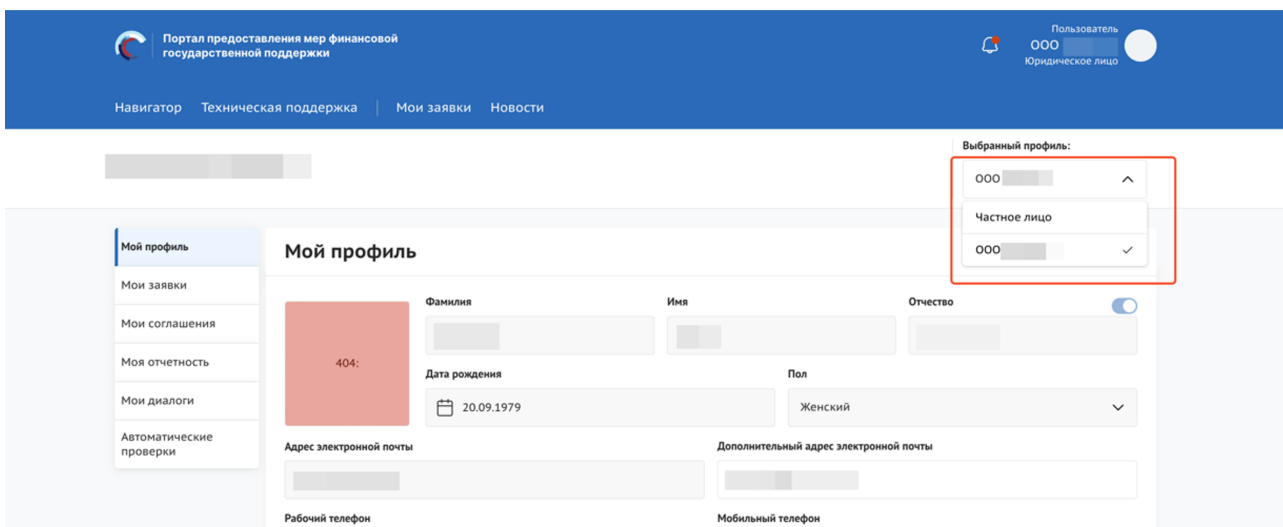 Портал предоставления мер финансовой
государственной поддержки
Пользователь
ООО
Юридическое лицо
Навигатор Техническая поддержка Мои заявки Новости
Выбранный профиль:
ООО
Частное лицо
ООО
Мой профиль
Мои заявки
Мои соглашения
Моя отчетность
Мои диалоги
Автоматические
проверки
Мой профиль
404:
Фамилия Имя Отчество
Дата рождения Пол
20.09.1979 Женский
Адрес электронной почты Дополнительный адрес электронной почты
Рабочий телефон Мобильный телефон